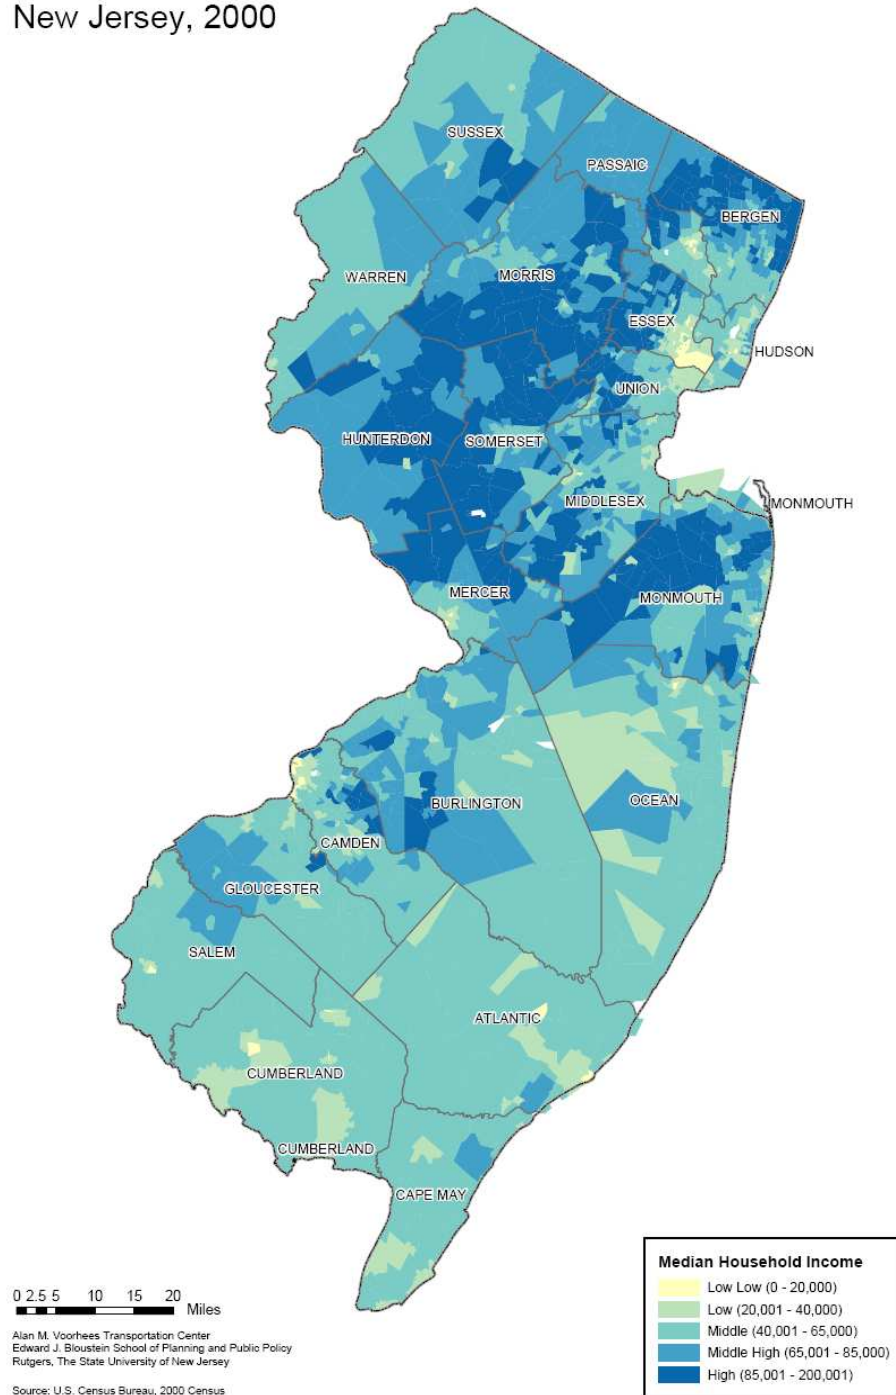 New Jersey, 2000
SUSSEX
PASSAIC
BERGEN
WARREN
MORRIS
ESSEX
HUDSON
UNION
HUNTERDON
SOMERSET
MIDDLESEX
MONMOUTH
MERCER
MONMOUTH
BURLINGTON
OCEAN
CAMDEN
GLOUCESTER
SALEM
ATLANTIC
CUMBERLAND
CUMBERLAND
CAPE MAY
Median Household Income
Low Low (0 - 20,000)
Low (20,001 - 40,000)
Middle (40,001 - 65,000)
Middle High (65,001 - 85,000)
High (85,001 - 200,001)
0 2.5 5 10 15 20
Miles
Alan M. Voorhees Transportation Center
Edward J. Bloustein School of Planning and Public Policy
Rutgers, The State University of New Jersey
Source: U.S. Census Bureau, 2000 Census